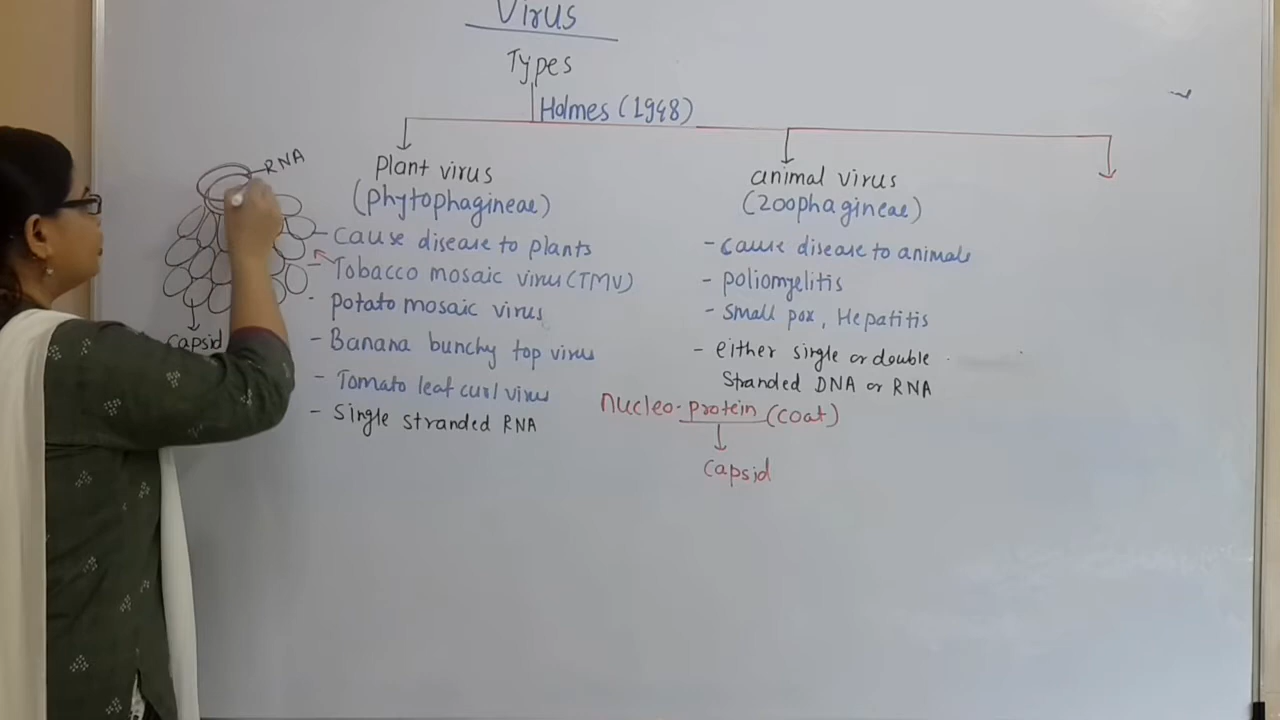 Virus
Types
Holmes (1948)
RNA
capsid
plant virus
(phytophagineae)
- cause disease to plants
- Tobacco mosaic virus (TMV)
- potato mosaic virus
- Banana bunchy top virus
- Tomato leaf curl virus
- Single stranded RNA
animal virus
(zoophagineae)
- cause disease to animals
- poliomyelitis
- small pox, Hepatitis
- either single or double
stranded DNA or RNA
nucleo-protein (coat)
capsid